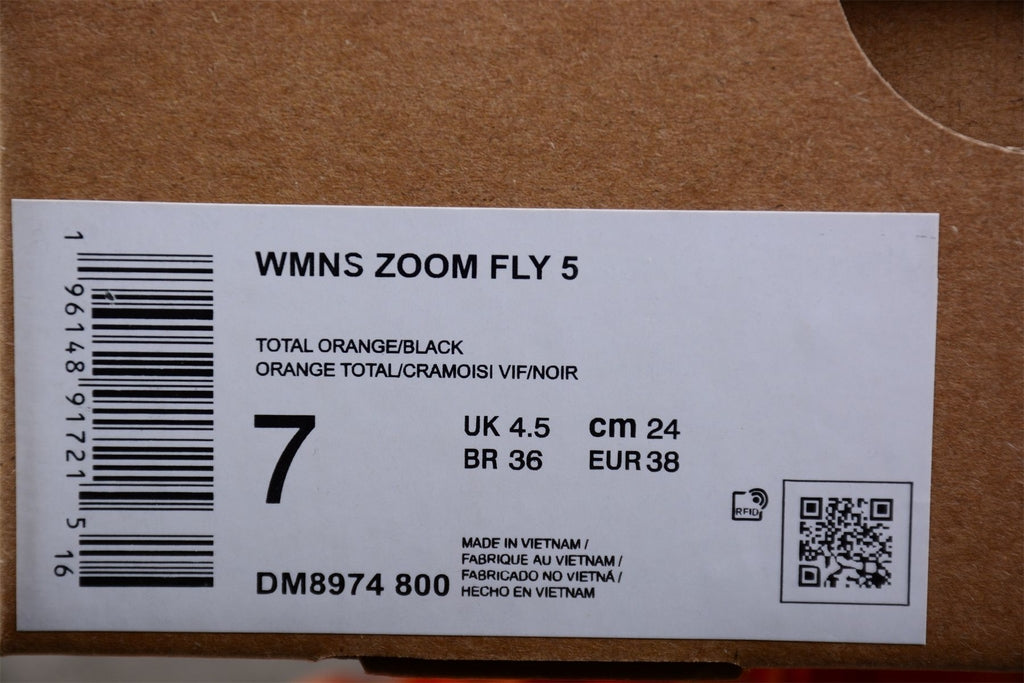 1 96148 91721 5 16
WMNS ZOOM FLY 5
TOTAL ORANGE/BLACK
ORANGE TOTAL/CRAMOISI VIF/NOIR
7
UK 4.5 cm 24
BR 36 EUR 38
RFID
DM8974 800
MADE IN VIETNAM /
FABRIQUE AU VIETNAM /
FABRICADO NO VIETNÁ /
HECHO EN VIETNAM